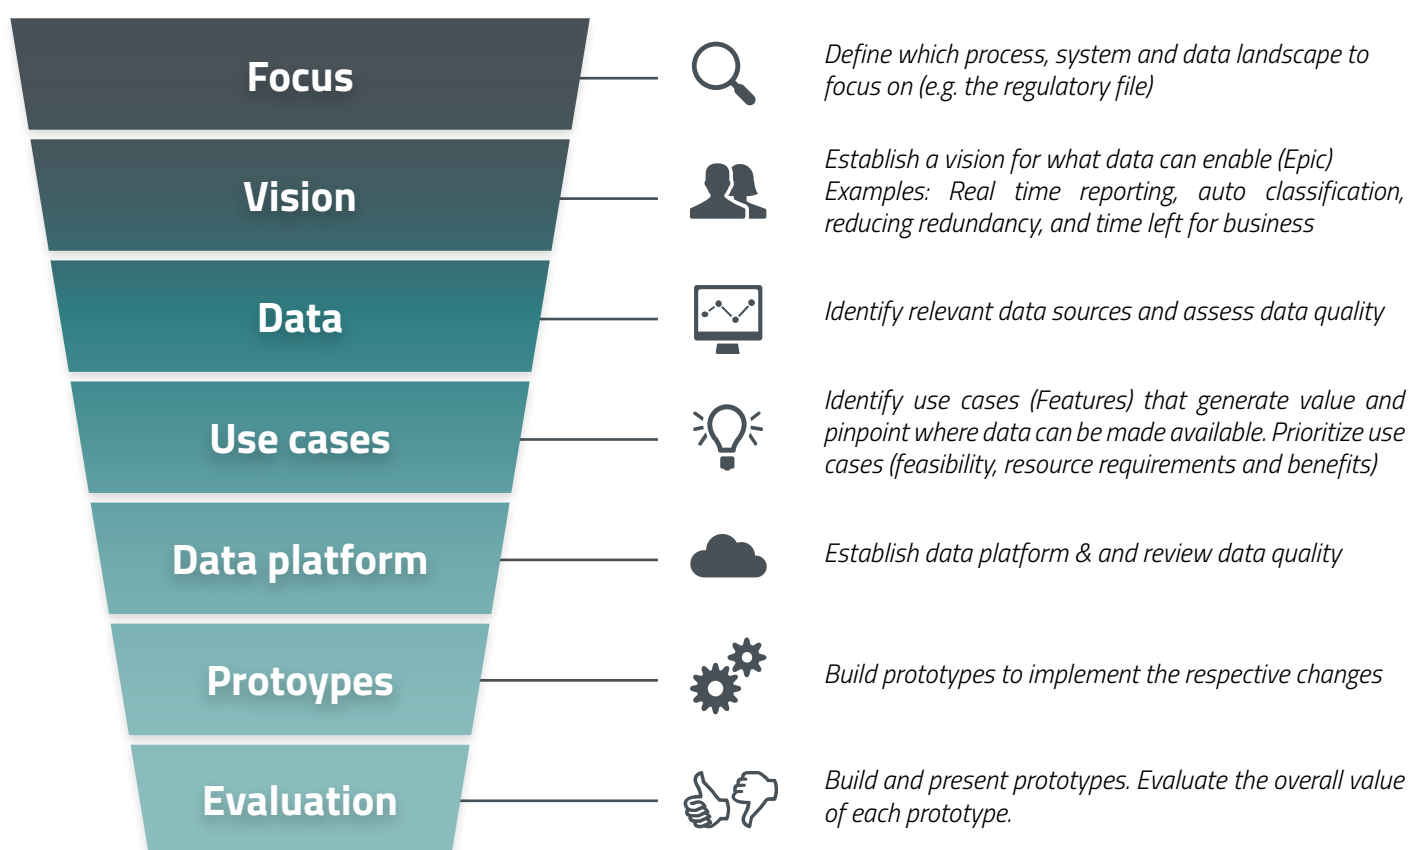 Focus
Define which process, system and data landscape to
focus on (e.g. the regulatory file)
Vision
Establish a vision for what data can enable (Epic)
Examples: Real time reporting, auto classification,
reducing redundancy, and time left for business
Data
Identify relevant data sources and assess data quality
Use cases
Identify use cases (Features) that generate value and
pinpoint where data can be made available. Prioritize use
cases (feasibility, resource requirements and benefits)
Data platform
Establish data platform & and review data quality
Protoypes
Build prototypes to implement the respective changes
Evaluation
Build and present prototypes. Evaluate the overall value
of each prototype.